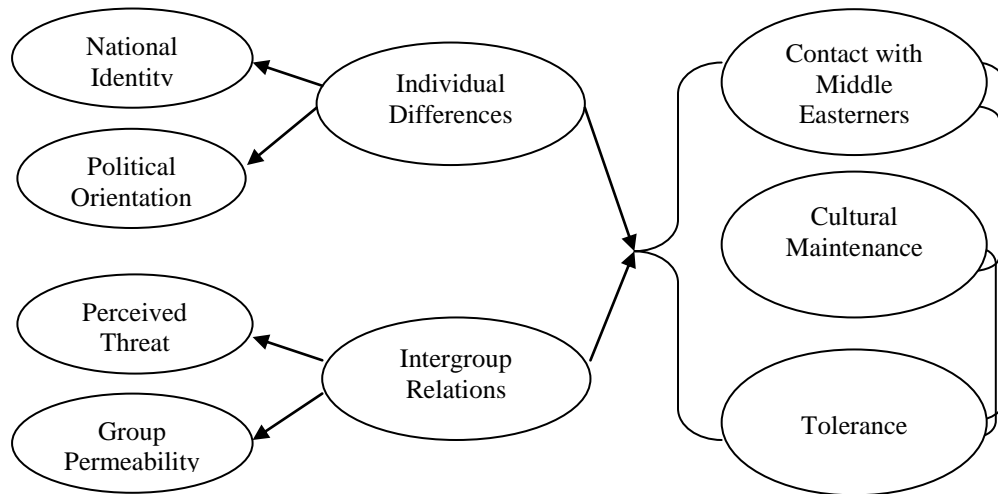 National
Identity
Individual
Differences
Political
Orientation
Contact with
Middle
Easterners
Cultural
Maintenance
Perceived
Threat
Intergroup
Relations
Group
Permeability
Tolerance